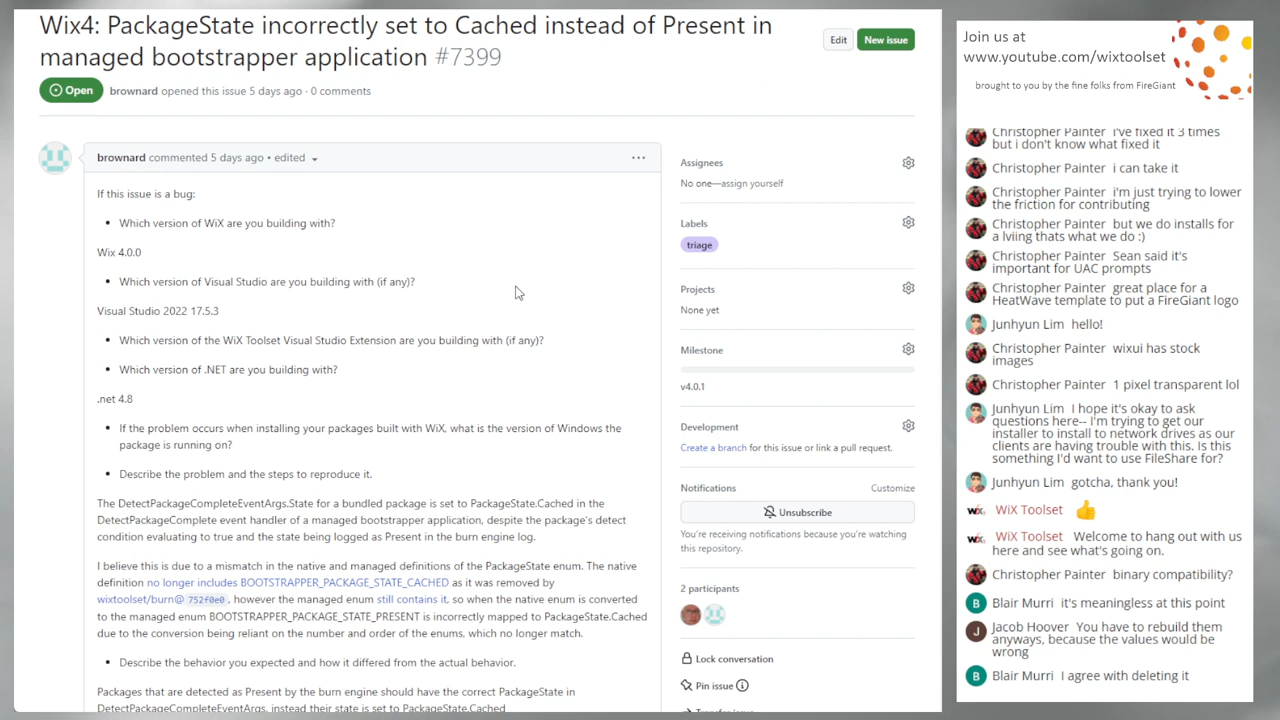 Wix4: PackageState incorrectly set to Cached instead of Present in
managed bootstrapper application #7399
Edit
New issue
Open
brownard opened this issue 5 days ago · 0 comments
brownard commented 5 days ago • edited
If this issue is a bug:
• Which version of WiX are you building with?
Wix 4.0.0
• Which version of Visual Studio are you building with (if any)?
Visual Studio 2022 17.5.3
• Which version of the WiX Toolset Visual Studio Extension are you building with (if any)?
• Which version of .NET are you building with?
.net 4.8
• If the problem occurs when installing your packages built with WiX, what is the version of Windows the
package is running on?
• Describe the problem and the steps to reproduce it.
The DetectPackageCompleteEventArgs.State for a bundled package is set to PackageState.Cached in the
DetectPackageComplete event handler of a managed bootstrapper application, despite the package's detect
condition evaluating to true and the state being logged as Present in the burn engine log.
I believe this is due to a mismatch in the native and managed definitions of the PackageState enum. The native
definition no longer includes BOOTSTRAPPER_PACKAGE_STATE_CACHED as it was removed by
wixtoolset/burn@752f0e0, however the managed enum still contains it, so when the native enum is converted
to the managed enum BOOTSTRAPPER_PACKAGE_STATE_PRESENT is incorrectly mapped to PackageState.Cached
due to the conversion being reliant on the number and order of the enums, which no longer match.
• Describe the behavior you expected and how it differed from the actual behavior.
Packages that are detected as Present by the burn engine should have the correct PackageState in
DetectPackageCompleteEventArgs, instead their state is set to PackageState.Cached
Assignees
No one—assign yourself
Labels
triage
Projects
None yet
Milestone
v4.0.1
Development
Create a branch for this issue or link a pull request.
Notifications
Customize
Unsubscribe
You're receiving notifications because you're watching
this repository.
2 participants
Lock conversation
Pin issue
Transfer issue
Join us at
www.youtube.com/wixtoolset
brought to you by the fine folks from FireGiant
Christopher Painter i've fixed it 3 times
but i don't know what fixed it
Christopher Painter i can take it
Christopher Painter i'm just trying to lower
the friction for contributing
Christopher Painter but we do installs for
a lviing thats what we do :)
Christopher Painter Sean said it's
important for UAC prompts
Christopher Painter great place for a
HeatWave template to put a FireGiant logo
Junhyun Lim hello!
Christopher Painter wixui has stock
images
Christopher Painter 1 pixel transparent lol
Junhyun Lim I hope it's okay to ask
questions here-- I'm trying to get our
installer to install to network drives as our
clients are having trouble with this. Is this
something I'd want to use FileShare for?
Junhyun Lim gotcha, thank you!
WiX Toolset 👍
WiX Toolset Welcome to hang out with us
here and see what's going on.
Christopher Painter binary compatibility?
B Blair Murri it's meaningless at this point
J Jacob Hoover You have to rebuild them
anyways, because the values would be
wrong
B Blair Murri I agree with deleting it